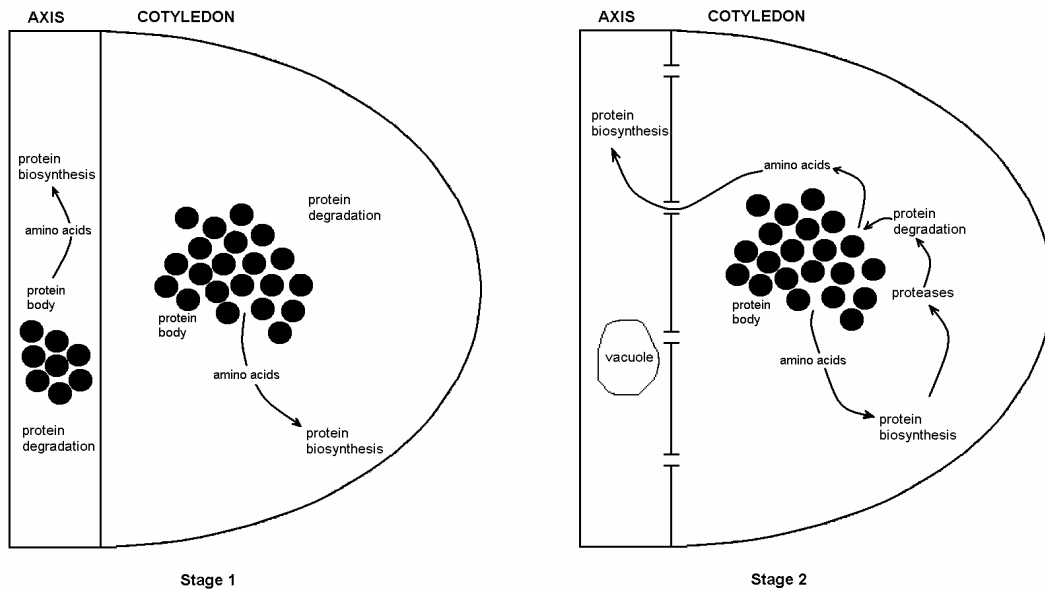 AXIS
COTYLEDON
protein
biosynthesis
amino acids
protein
body
protein
degradation
protein
degradation
protein
body
amino acids
protein
biosynthesis
Stage 1
AXIS
COTYLEDON
protein
biosynthesis
vacuole
amino acids
protein
degradation
proteases
protein
body
amino acids
protein
biosynthesis
Stage 2